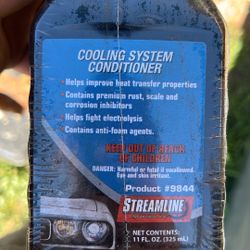 COOLING SYSTEM
CONDITIONER
• Helps improve heat transfer properties
• Contains premium rust, scale and
corrosion inhibitors
• Helps fight electrolysis
• Contains anti-foam agents.
KEEP OUT OF REACH
OF CHILDREN
DANGER: Harmful or fatal if swallowed.
Eye and skin irritant.
Product #9844
STREAMLINE
NET CONTENTS:
11 FL. OZ. (325 mL)